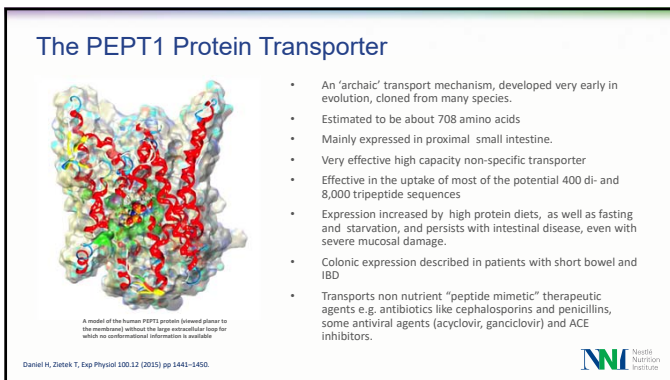 The PEPT1 Protein Transporter
• An 'archaic' transport mechanism, developed very early in
evolution, cloned from many species.
• Estimated to be about 708 amino acids
• Mainly expressed in proximal  small intestine.
• Very effective high capacity non-specific transporter
• Effective in the uptake of most of the potential 400 di- and
8,000 tripeptide sequences
• Expression increased by  high protein diets,  as well as fasting
and  starvation, and persists with intestinal disease, even with
severe mucosal damage.
• Colonic expression described in patients with short bowel and
IBD
• Transports non nutrient "peptide mimetic" therapeutic
agents e.g. antibiotics like cephalosporins and penicillins,
some antiviral agents (acyclovir, ganciclovir) and ACE
inhibitors.
A model of the human PEPT1 protein (viewed planar to
the membrane) without the large extracellular loop for
which no conformational information is available
Daniel H, Zietek T, Exp Physiol 100.12 (2015) pp 1441–1450.
NNI
Nestlé
Nutrition
Institute